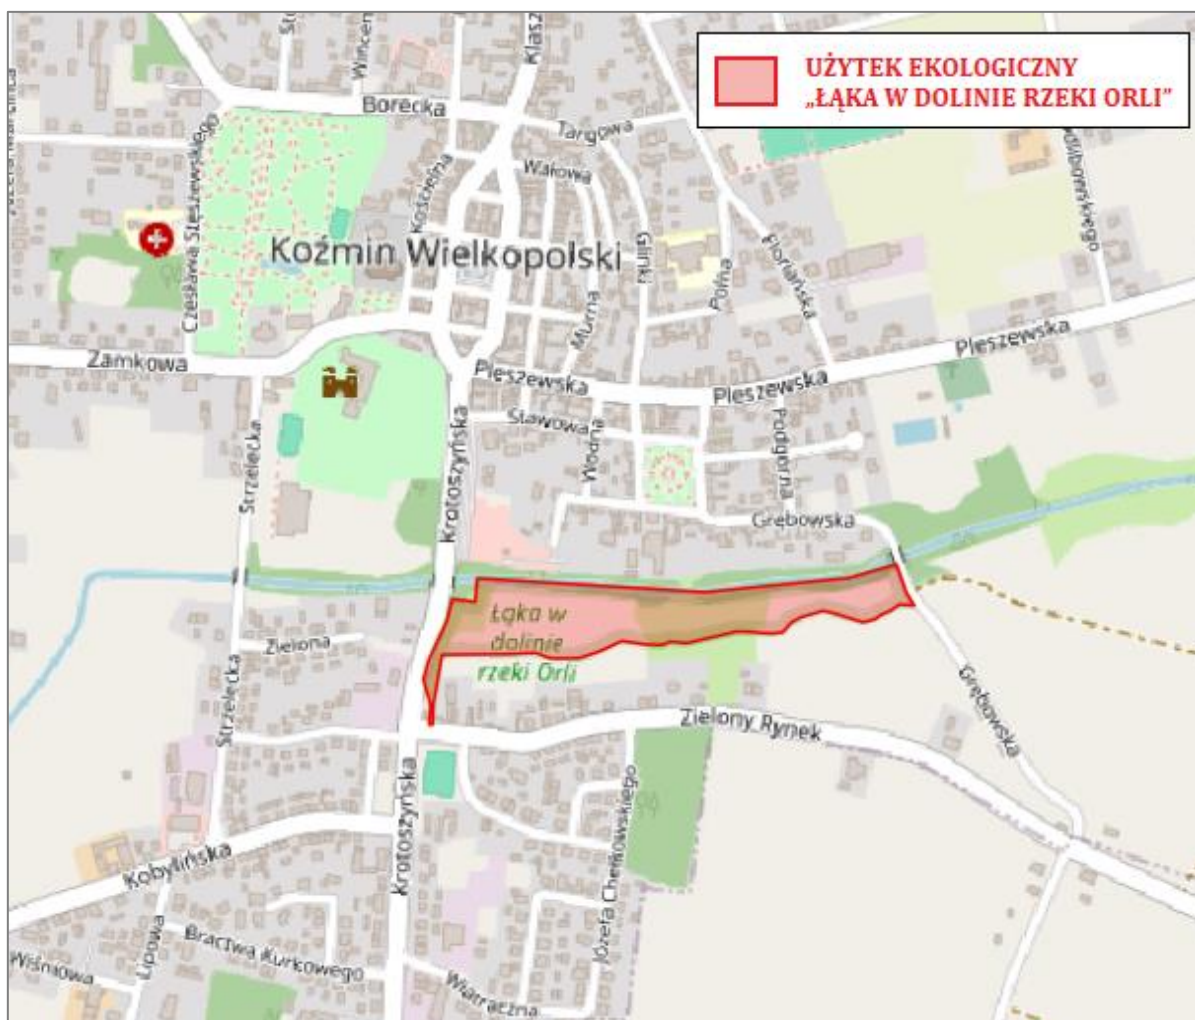 UŻYTEK EKOLOGICZNY
„ŁĄKA W DOLINIE RZEKI ORLI”
Borecka
Targowa
Wałowa
Kościelna
Czesława Stęszewskiego
Koźmin Wielkopolski
Glinki
Polna
Floriańska
Murna
Zamkowa
Pleszewska
Pleszewska
Pleszewska
Stawowa
Wodna
Podgórna
Strzelecka
Krotoszyńska
Grębowska
Łąka w
dolinie
rzeki Orli
Zielona
Strzelecka
Zielony Rynek
Grębowska
Krotoszyńska
Józefa Chełkowskiego
Kobylińska
Lipowa
Bractwa Kurkowego
Wiśniowa
Wiatraczna